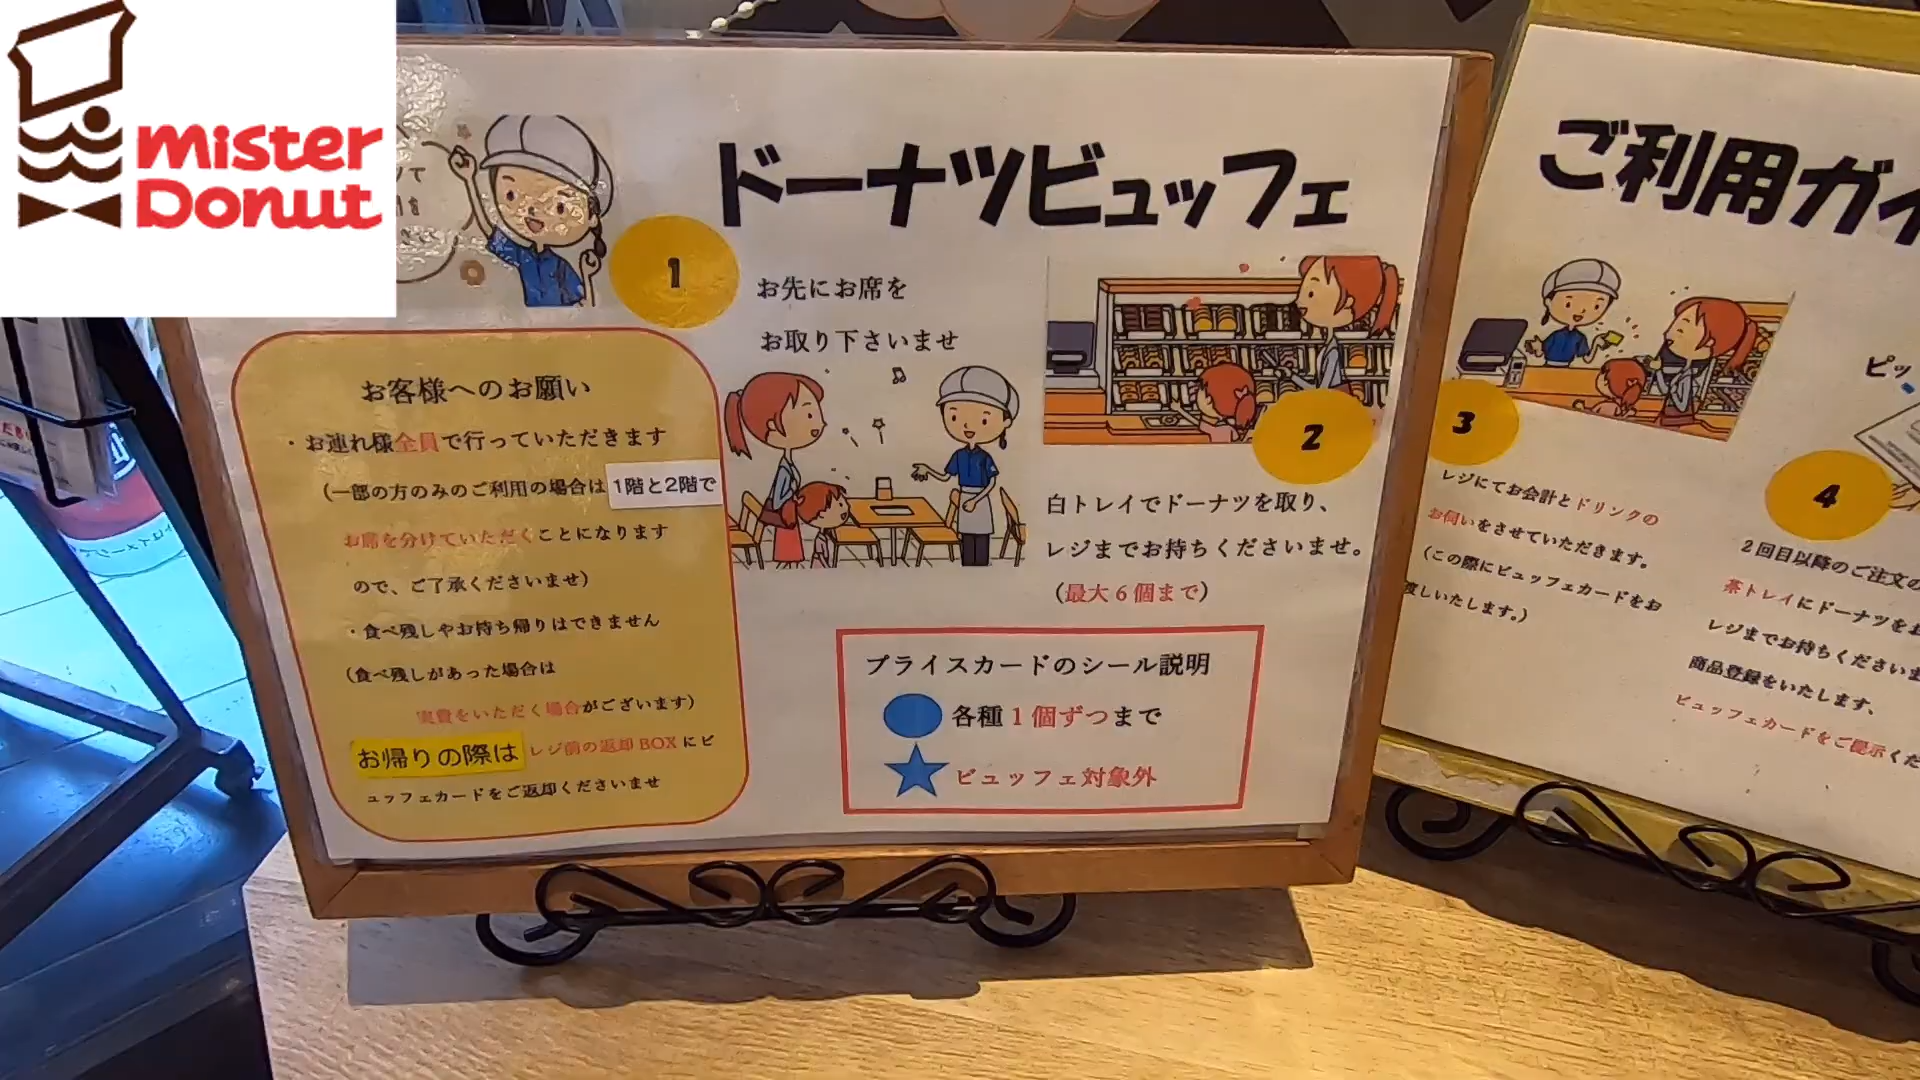 mister
Donut
ドーナツビュッフェ
1
お先にお席を
お取り下さいませ
お客様へのお願い
・お連れ様全員で行っていただきます
(一部の方のみのご利用の場合は 1階と2階で
お席を分けていただくことになります
ので、ご了承くださいませ)
・食べ残しやお持ち帰りはできません
(食べ残しがあった場合は
実費をいただく場合がございます)
お帰りの際は レジ前の返却BOXにビ
ュッフェカードをご返却くださいませ
2
白トレイでドーナツを取り、
レジまでお持ちくださいませ。
(最大6個まで)
プライスカードのシール説明
各種1個ずつまで
ビュッフェ対象外
ご利用ガイ
3
レジにてお会計とドリンクの
お伺いをさせていただきます。
(この際にビュッフェカードをお
渡しいたします。)
ピッ
4
2回目以降のご注文の
茶トレイにドーナツをお
レジまでお持ちくださいま
商品登録をいたします、
ビュッフェカードをご提示くだ